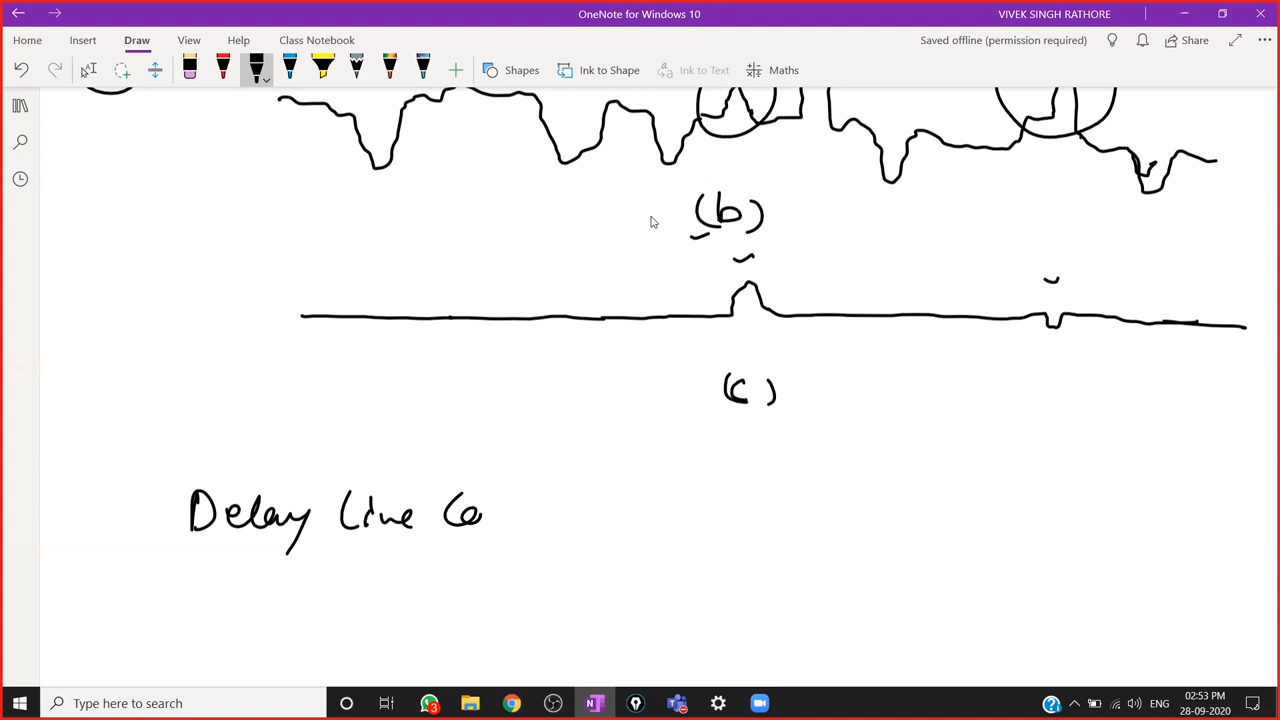 OneNote for Windows 10
VIVEK SINGH RATHORE
Home Insert Draw View Help Class Notebook
Saved offline (permission required)
Share
Shapes
Ink to Shape
Ink to Text
Maths
(b)
(c)
Delay Line Ca
Type here to search
3
ENG
02:53 PM
28-09-2020